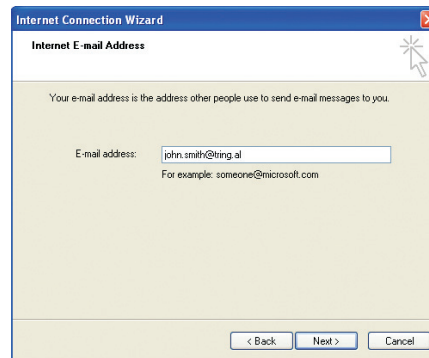 Internet Connection Wizard
Internet E-mail Address
Your e-mail address is the address other people use to send e-mail messages to you.
E-mail address: john.smith@tring.al
For example: someone@microsoft.com
< Back Next > Cancel